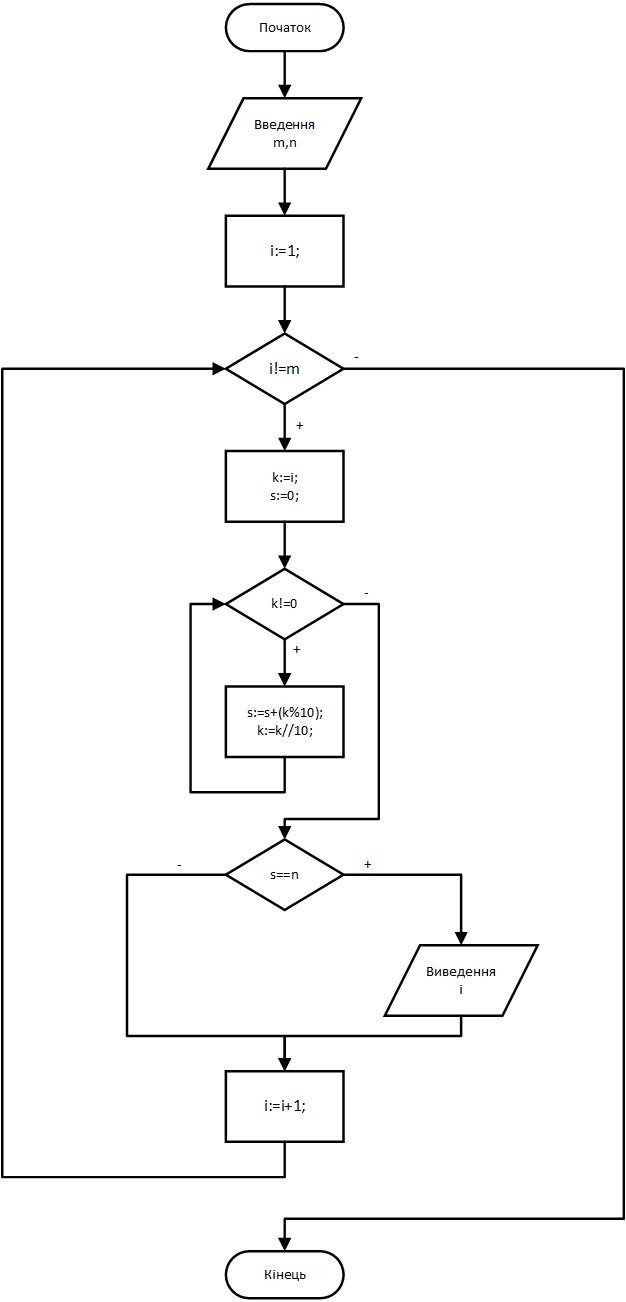 Початок
Введення
m,n
i:=1;
i!=m
-
+
k:=i;
s:=0;
k!=0
-
+
s:=s+(k%10);
k:=k//10;
-
s==n
+
Виведення
i
i:=i+1;
Кінець